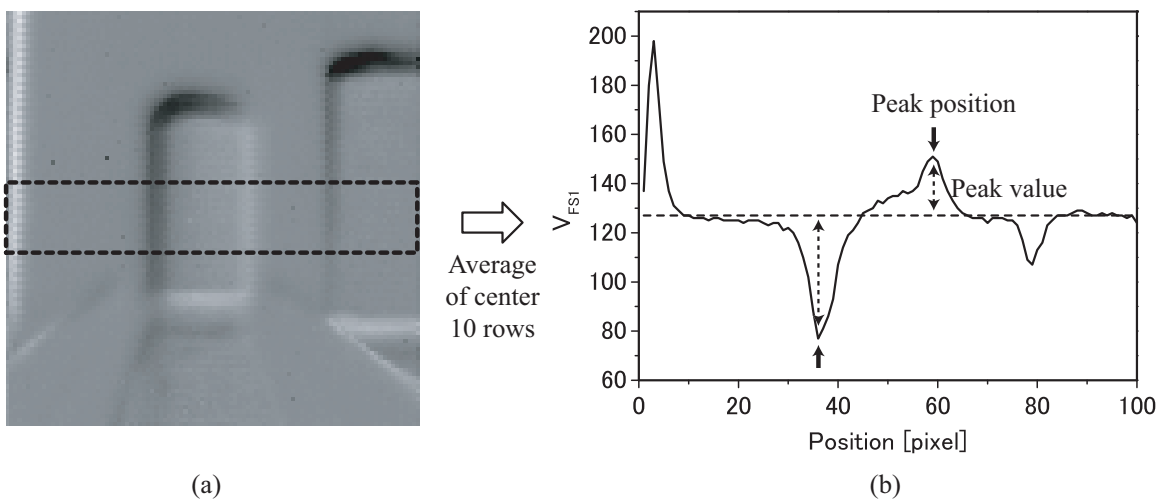 Average
of center
10 rows
(a)
200
180
160
140
120
100
80
60
V_FS1
Peak position
Peak value
0 20 40 60 80 100
Position [pixel]
(b)